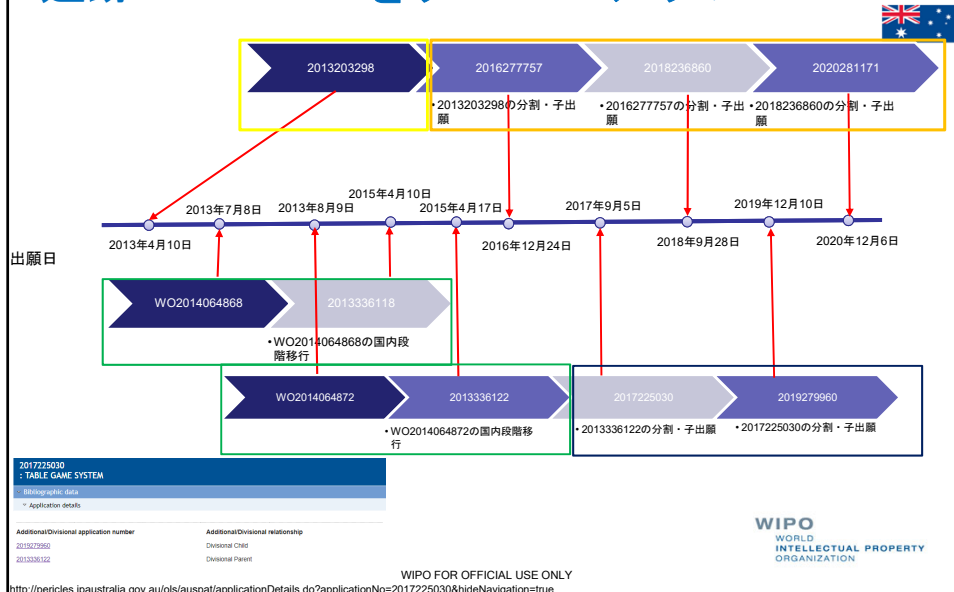 2013203298
2016277757
2018236860
2020281171
•2013203298の分割・子出
願
•2016277757の分割・子出
願
•2018236860の分割・子出
願
2015年4月10日
2013年7月8日
2013年8月9日
2015年4月17日
2017年9月5日
2019年12月10日
2013年4月10日
2016年12月24日
2018年9月28日
2020年12月6日
出願日
WO2014064868
2013336118
•WO2014064868の国内段
階移行
WO2014064872
2013336122
2017225030
2019279960
•WO2014064872の国内段階移
行
•2013336122の分割・子出願
•2017225030の分割・子出願
2017225030
: TABLE GAME SYSTEM
Bibliographic data
Application details
Additional/Divisional application number
Additional/Divisional relationship
2019279960
Divisional Child
2013336122
Divisional Parent
WIPO
WORLD
INTELLECTUAL PROPERTY
ORGANIZATION
WIPO FOR OFFICIAL USE ONLY
http://pericles.ipaustralia.gov.au/ols/auspat/applicationDetails.do?applicationNo=2017225030&hideNavigation=true